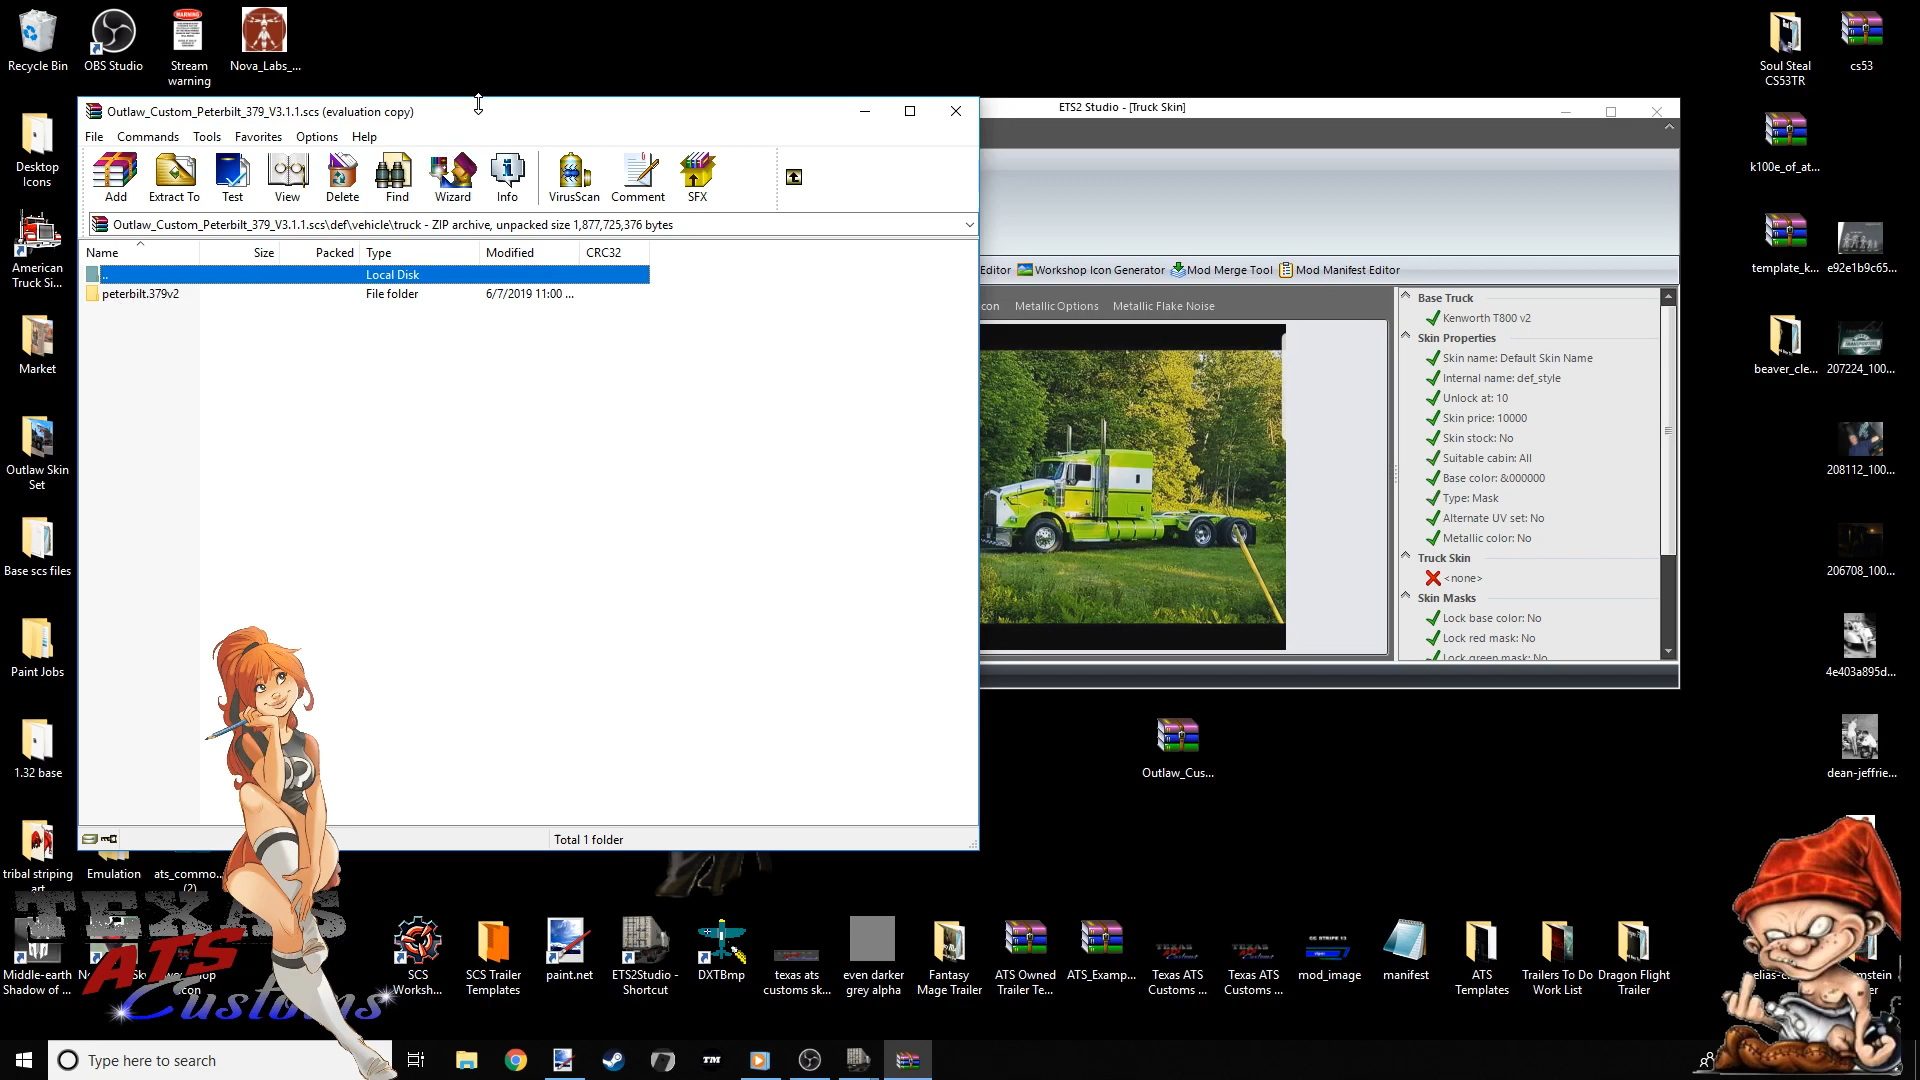 Recycle Bin
OBS Studio
Stream
warning
Nova_Labs_...
Soul Steal
CS53TR
cs53
Desktop
Icons
k100e_of_at...
American
Truck Si...
template_k...
e92e1b9c65...
Market
beaver_cle...
207224_100...
Outlaw Skin
Set
208112_100...
Base scs files
206708_100...
Paint Jobs
4e403a895d...
1.32 base
dean-jeffrie...
Outlaw_Custom_Peterbilt_379_V3.1.1.scs (evaluation copy)
File Commands Tools Favorites Options Help
Add Extract To Test View Delete Find Wizard Info VirusScan Comment SFX
Outlaw_Custom_Peterbilt_379_V3.1.1.scs\def\vehicle\truck - ZIP archive, unpacked size 1,877,725,376 bytes
Name Size Packed Type Modified CRC32
.. Local Disk
peterbilt.379v2 File folder 6/7/2019 11:00 ...
Total 1 folder
ETS2 Studio - [Truck Skin]
Editor Workshop Icon Generator Mod Merge Tool Mod Manifest Editor
con Metallic Options Metallic Flake Noise
Base Truck
Kenworth T800 v2
Skin Properties
Skin name: Default Skin Name
Internal name: def_style
Unlock at: 10
Skin price: 10000
Skin stock: No
Suitable cabin: All
Base color: &000000
Type: Mask
Alternate UV set: No
Metallic color: No
Truck Skin
<none>
Skin Masks
Lock base color: No
Lock red mask: No
Lock green mask: No
Outlaw_Cus...
tribal striping
art
Emulation
ats_commo...
(2)
TEXAS
ATS
Customs
Middle-earth
Shadow of ...
SCS
Worksh...
SCS Trailer
Templates
paint.net
ETS2Studio -
Shortcut
DXTBmp
texas ats
customs sk...
even darker
grey alpha
Fantasy
Mage Trailer
ATS Owned
Trailer Te...
ATS_Examp...
Texas ATS
Customs ...
Texas ATS
Customs ...
mod_image
manifest
ATS
Templates
Trailers To Do
Work List
Dragon Flight
Trailer
Type here to search